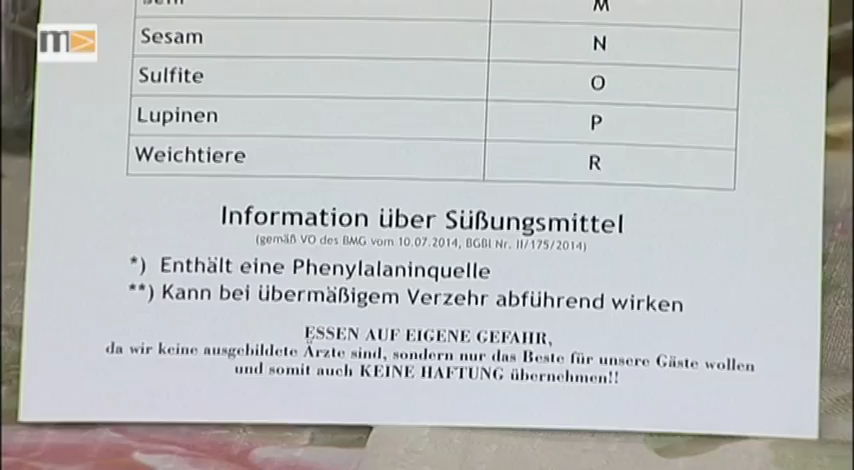 m>
M
Sesam N
Sulfite O
Lupinen P
Weichtiere R
Information über Süßungsmittel
(gemäß VO des BMG vom 10.07.2014, BGBl Nr. II/175/2014)
*) Enthält eine Phenylalaninquelle
**) Kann bei übermäßigem Verzehr abführend wirken
ESSEN AUF EIGENE GEFAHR,
da wir keine ausgebildete Ärzte sind, sondern nur das Beste für unsere Gäste wollen
und somit auch KEINE HAFTUNG übernehmen!!